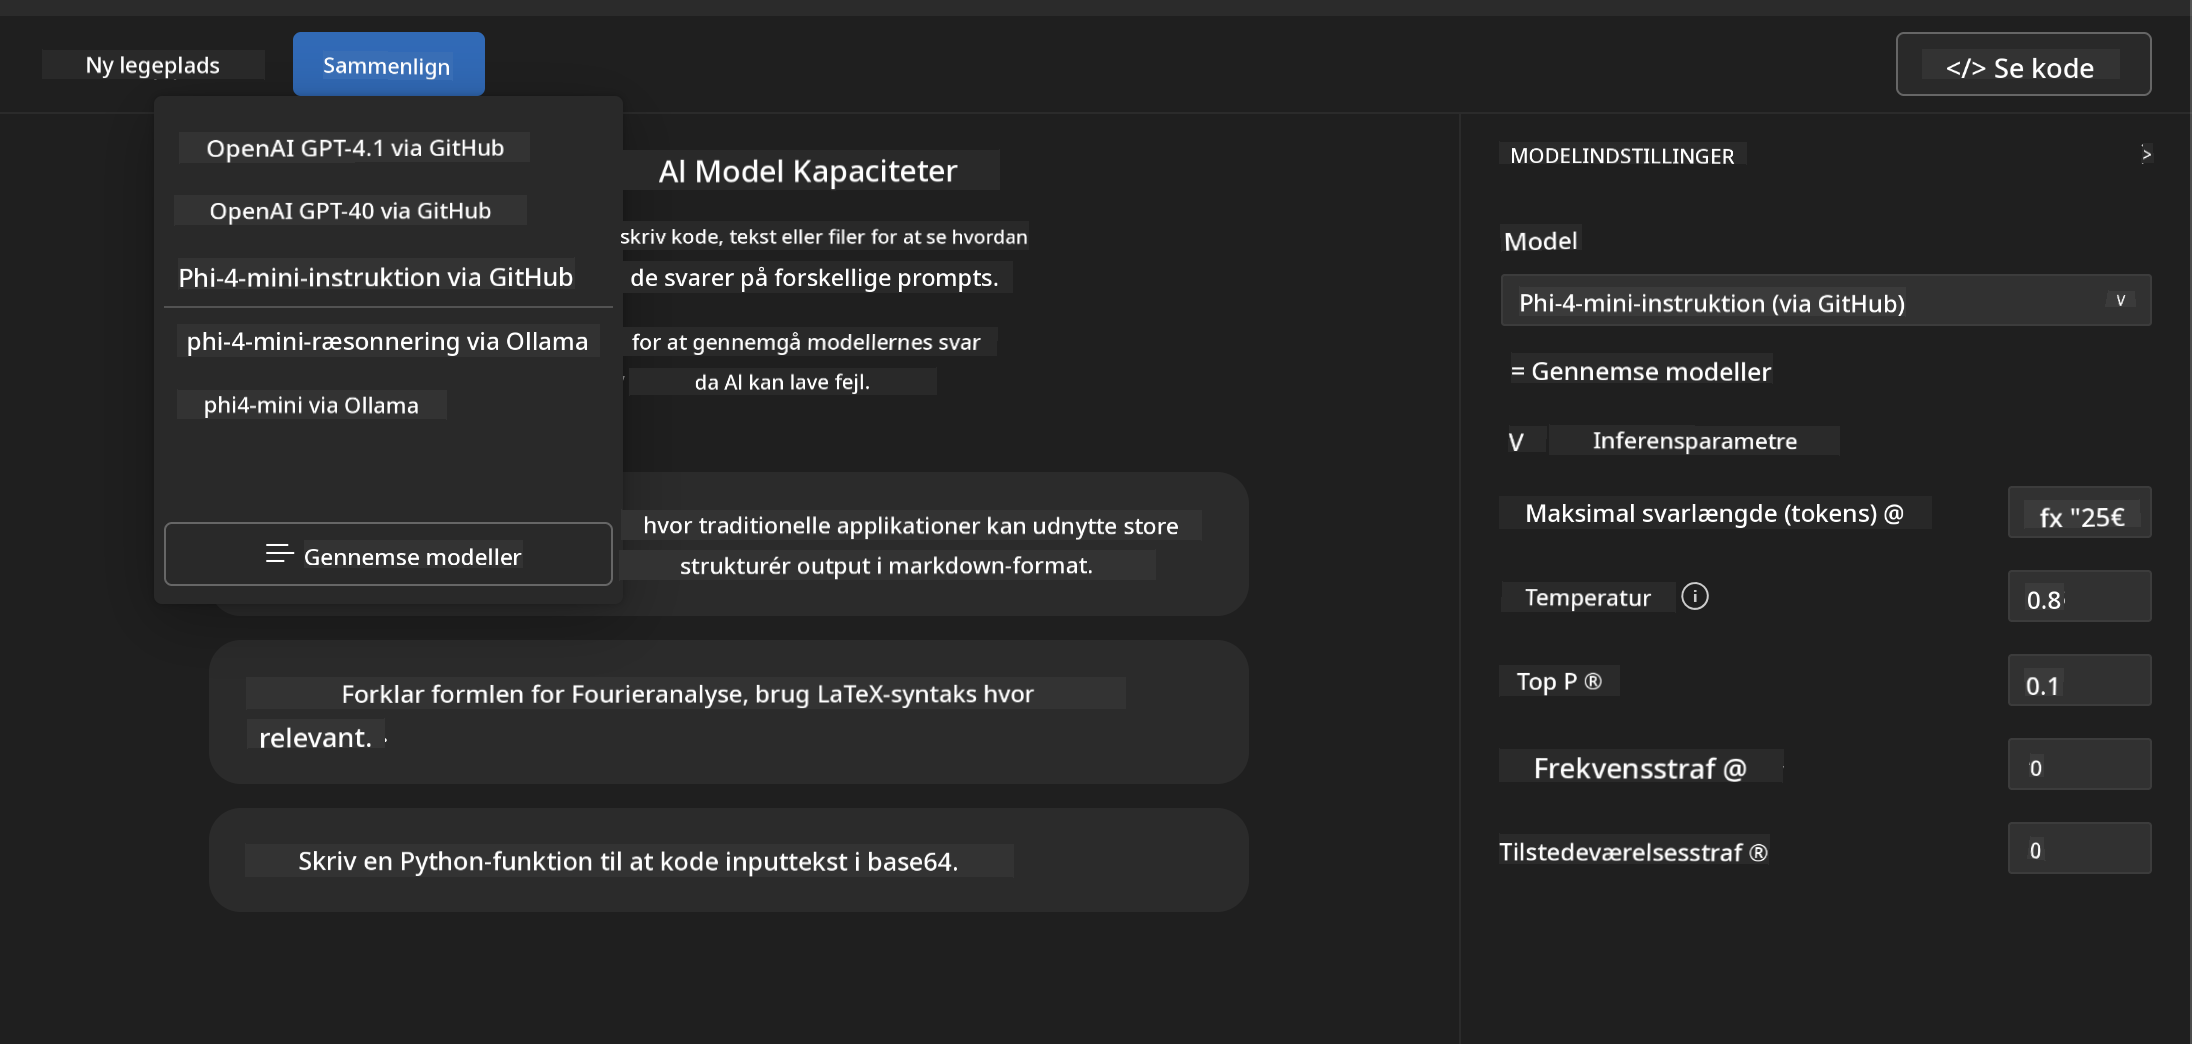 Ny legeplads
Sammenlign
</> Se kode
OpenAI GPT-4.1 via GitHub
OpenAI GPT-40 via GitHub
Phi-4-mini-instruktion via GitHub
phi-4-mini-ræsonnering via Ollama
phi4-mini via Ollama
Gennemse modeller
AI Model Kapaciteter
skriv kode, tekst eller filer for at se hvordan
de svarer på forskellige prompts.
for at gennemgå modellernes svar
da AI kan lave fejl.
hvor traditionelle applikationer kan udnytte store
strukturér output i markdown-format.
Forklar formlen for Fourieranalyse, brug LaTeX-syntaks hvor
relevant.
Skriv en Python-funktion til at kode inputtekst i base64.
MODELINDSTILLINGER >
Model
Phi-4-mini-instruktion (via GitHub) v
= Gennemse modeller
V Inferensparametre
Maksimal svarlængde (tokens) @ fx "25€
Temperatur i 0.8
Top P ® 0.1
Frekvensstraf @ 0
Tilstedeværelsesstraf ® 0